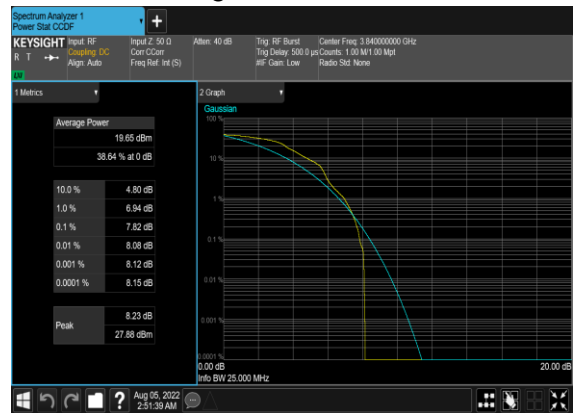 Spectrum Analyzer 1
Power Stat CCDF
KEYSIGHT
R T
LXI
Input: RF
Coupling: DC
Align: Auto
Input Z: 50 Ω
Corr CCorr
Freq Ref: Int (S)
Atten: 40 dB
Trig: RF Burst
Trig Delay: 500.0 µs
#IF Gain: Low
Center Freq: 3.840000000 GHz
Counts: 1.00 M/1.00 Mpt
Radio Std: None
1 Metrics
Average Power
19.65 dBm
38.64 % at 0 dB
10.0 % 4.80 dB
1.0 % 6.94 dB
0.1 % 7.82 dB
0.01 % 8.08 dB
0.001 % 8.12 dB
0.0001 % 8.15 dB
Peak
8.23 dB
27.88 dBm
2 Graph
Gaussian
100 %
10 %
1 %
0.1 %
0.01 %
0.001 %
0.0001 %
0.00 dB 20.00 dB
Info BW 25.000 MHz
?
Aug 05, 2022
2:51:39 AM